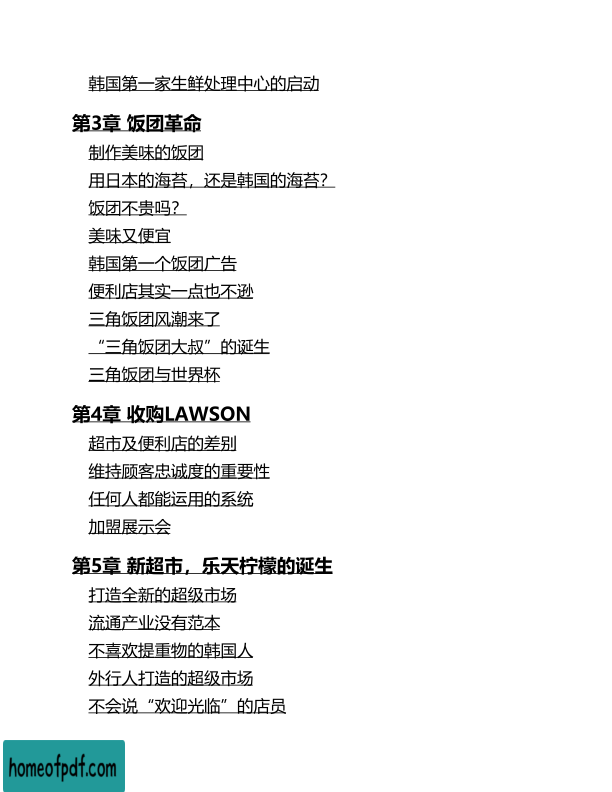 韩国第一家生鲜处理中心的启动
第3章 饭团革命
制作美味的饭团
用日本的海苔，还是韩国的海苔？
饭团不贵吗？
美味又便宜
韩国第一个饭团广告
便利店其实一点也不逊
三角饭团风潮来了
“三角饭团大叔”的诞生
三角饭团与世界杯
第4章 收购LAWSON
超市及便利店的差别
维持顾客忠诚度的重要性
任何人都能运用的系统
加盟展示会
第5章 新超市，乐天柠檬的诞生
打造全新的超级市场
流通产业没有范本
不喜欢提重物的韩国人
外行人打造的超级市场
不会说“欢迎光临”的店员
homeofpdf.com